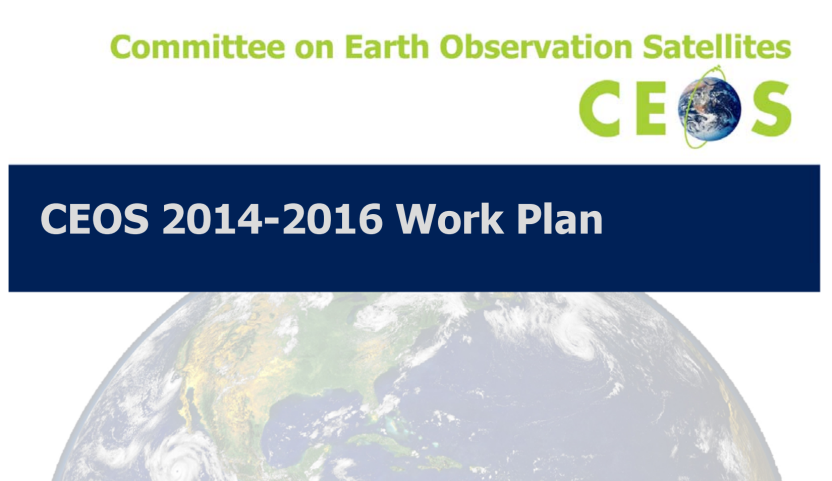 Committee on Earth Observation Satellites
CEOS
CEOS 2014-2016 Work Plan